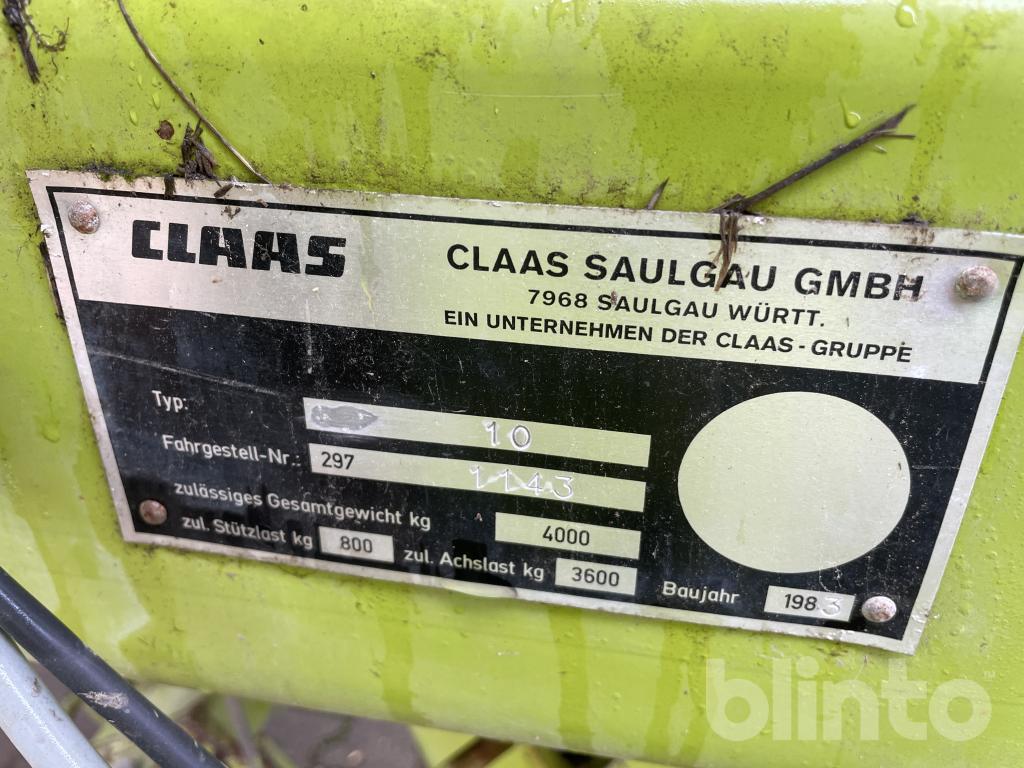 CLAAS
CLAAS SAULGAU GMBH
7968 SAULGAU WÜRTT.
EIN UNTERNEHMEN DER CLAAS-GRUPPE
Typ: 10
Fahrgestell-Nr.: 297 1143
zulässiges Gesamtgewicht kg 4000
zul. Stützlast kg 800 zul. Achslast kg 3600
Baujahr 1983
blinto™